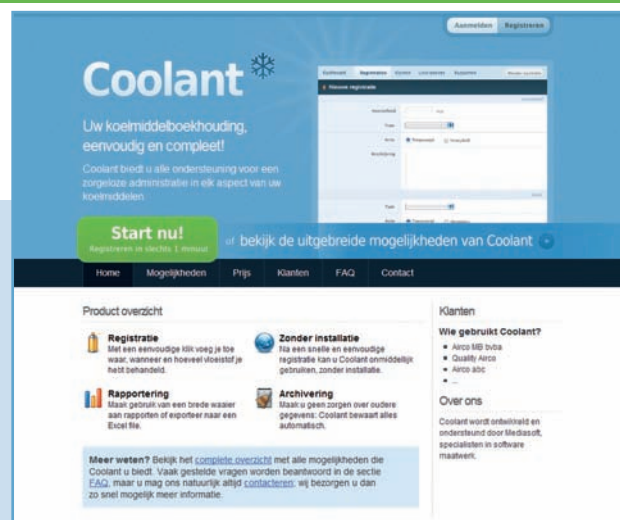 Aanmelden Registreren
Coolant
Uw koelmiddelboekhouding,
eenvoudig en compleet!
Coolant biedt u alle ondersteuning voor een
zorgeloze administratie in elk aspect van uw
koelmiddelen.
Nieuwe registratie
Start nu!
Registreren in slechts 1 minuut
of bekijk de uitgebreide mogelijkheden van Coolant
Home Mogelijkheden Prijs Klanten FAQ Contact
Product overzicht
Registratie
Met een eenvoudige klik voeg je toe
waar, wanneer en hoeveel vloeistof je
hebt behandeld.
Zonder installatie
Na een snelle en eenvoudige
registratie kan u Coolant onmiddelijk
gebruiken, zonder installatie.
Rapportering
Maak gebruik van een brede waaier
aan rapporten of exporteer naar een
Excel file.
Archivering
Maak u geen zorgen over oudere
gegevens: Coolant bewaart alles
automatisch.
Meer weten? Bekijk het complete overzicht met alle mogelijkheden die
Coolant u biedt. Vaak gestelde vragen worden beantwoord in de sectie
FAQ, maar u mag ons natuurlijk altijd contacteren; wij bezorgen u dan
zo snel mogelijk meer informatie.
Klanten
Wie gebruikt Coolant?
Airco MB bvba
Quality Airco
Airco abc
...
Over ons
Coolant wordt ontwikkeld en
ondersteund door Mediasoft,
specialisten in software
maatwerk.